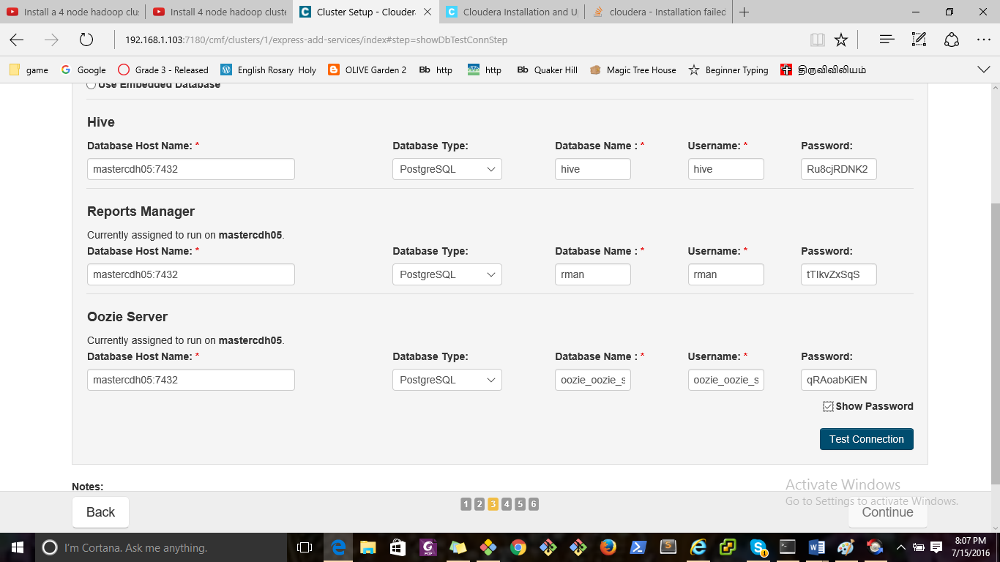 Install a 4 node hadoop clu:
Install 4 node hadoop cluste
Cluster Setup - Clouder
Cloudera Installation and U
cloudera - Installation failed
192.168.1.103:7180/cmf/clusters/1/express-add-services/index#step=showDbTestConnStep
game
Google
Grade 3 - Released
English Rosary Holy
OLIVE Garden 2
Bb http
http
Bb Quaker Hill
Magic Tree House
Beginner Typing
திருவிவிலியம்
Use Embedded Database
Hive
Database Host Name: * Database Type: Database Name : * Username: * Password:
mastercdh05:7432 PostgreSQL hive hive Ru8cjRDNK2
Reports Manager
Currently assigned to run on mastercdh05.
Database Host Name: * Database Type: Database Name : * Username: * Password:
mastercdh05:7432 PostgreSQL rman rman tTIkvZxSqS
Oozie Server
Currently assigned to run on mastercdh05.
Database Host Name: * Database Type: Database Name : * Username: * Password:
mastercdh05:7432 PostgreSQL oozie_oozie_s oozie_oozie_s qRAoabKiEN
Show Password
Test Connection
Notes:
Activate Windows
Go to Settings to activate Windows.
Back
1 2 3 4 5 6
Continue
I'm Cortana. Ask me anything.
8:07 PM
7/15/2016